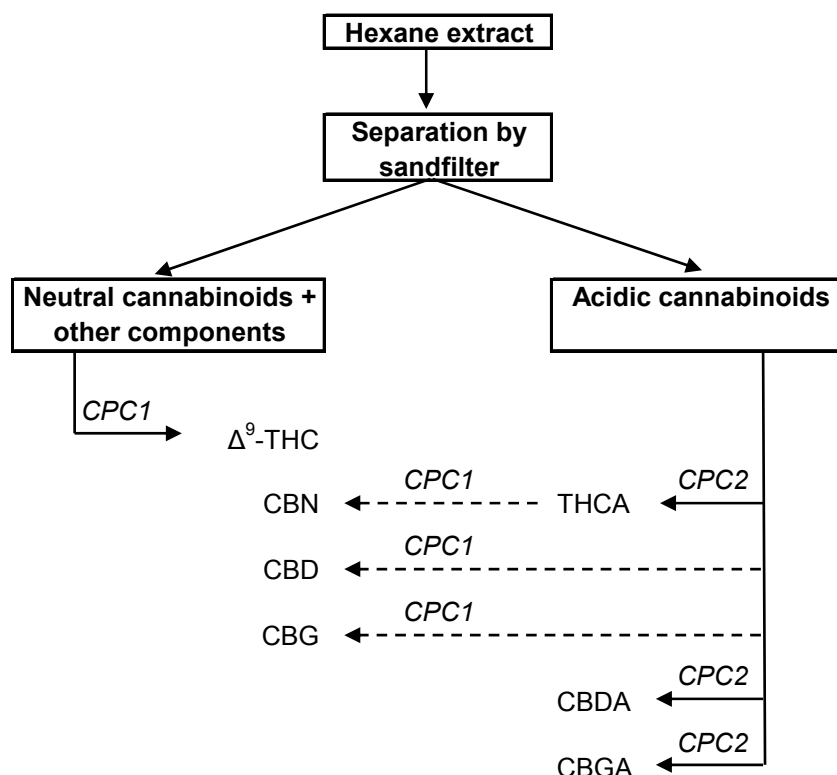 Hexane extract
Separation by
sandfilter
Neutral cannabinoids +
other components
Acidic cannabinoids
CPC1
Δ⁹-THC
CBN
CPC1
THCA
CPC2
CBD
CPC1
CBG
CPC1
CBDA
CPC2
CBGA
CPC2